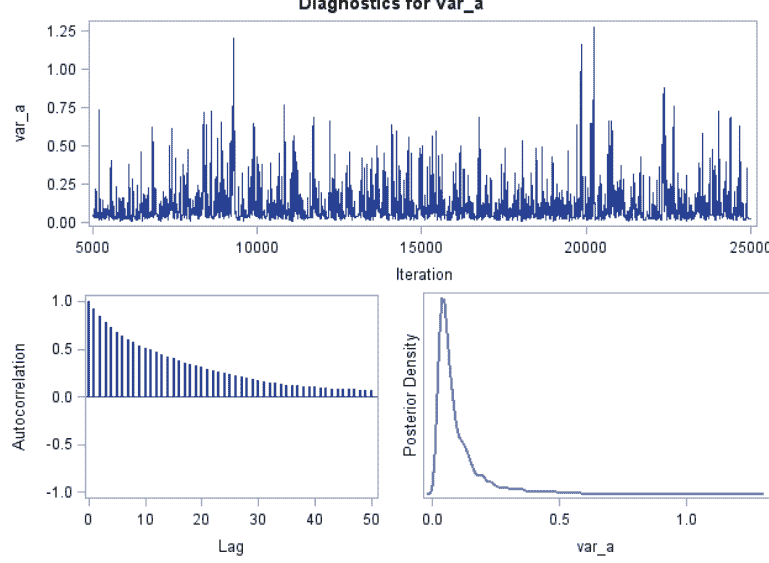 Diagnostics for var_a
1.25
1.00
0.75
0.50
0.25
0.00
var_a
5000 10000 15000 20000 25000
Iteration
1.0
0.5
0.0
-0.5
-1.0
Autocorrelation
0 10 20 30 40 50
Lag
Posterior Density
0.0 0.5 1.0
var_a